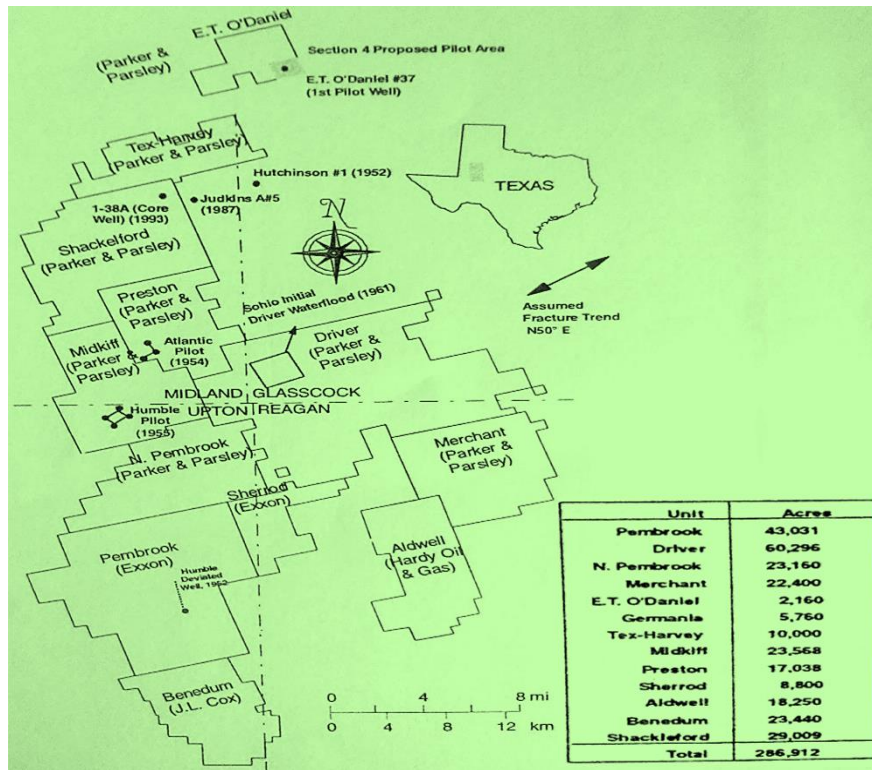 E.T. O'Daniel
(Parker &
Parsley)
Section 4 Proposed Pilot Area
E.T. O'Daniel #37
(1st Pilot Well)
Tex-Harvey
(Parker & Parsley)
Hutchinson #1 (1952)
1-38A (Core
Well) (1993)
Judkins A#5
(1987)
TEXAS
Shackelford
(Parker & Parsley)
N
Preston
(Parker &
Parsley)
Sohio Initial
Driver Waterflood (1961)
Assumed
Fracture Trend
N50° E
Atlantic
Pilot
(1954)
Driver
(Parker &
Parsley)
Midkiff
(Parker &
Parsley)
MIDLAND GLASSCOCK
UPTON REAGAN
Humble
Pilot
(1955)
N. Pembrook
(Parker & Parsley)
Merchant
(Parker &
Parsley)
Sherrod
(Exxon)
Pembrook
(Exxon)
Humble
Deviated
Well,
Aldwell
(Hardy Oil
& Gas)
Benedum
(J.L. Cox)
0 4 8 mi
0 4 8 12 km
Unit Acres
Pembrook 43,031
Driver 60,296
N. Pembrook 23,160
Merchant 22,400
E.T. O'Daniel 2,160
Germania 5,760
Tex-Harvey 10,000
Midkiff 23,568
Preston 17,038
Sherrod 8,800
Aldwell 18,250
Benedum 23,440
Shackleford 29,009
Total 286,912